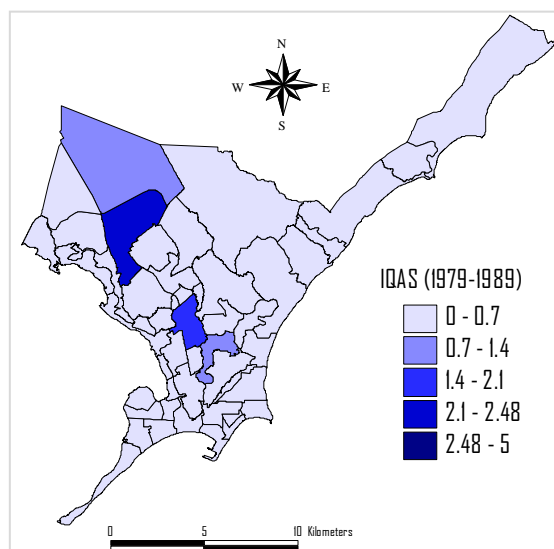 N
W E
S
IQAS (1979-1989)
0 - 0.7
0.7 - 1.4
1.4 - 2.1
2.1 - 2.48
2.48 - 5
0 5 10 Kilometers